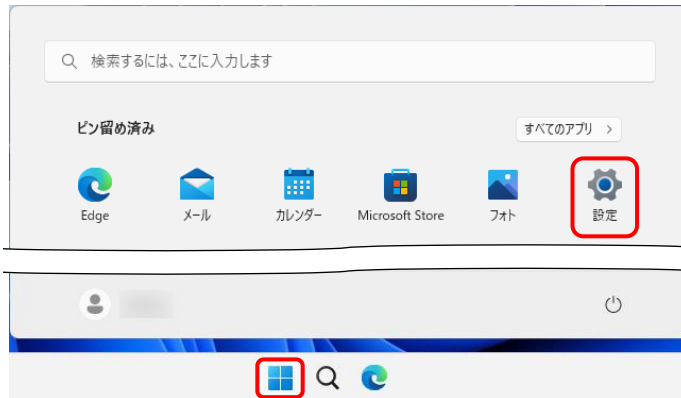 検索するには、ここに入力します
ピン留め済み
すべてのアプリ >
Edge
メール
カレンダー
Microsoft Store
フォト
設定